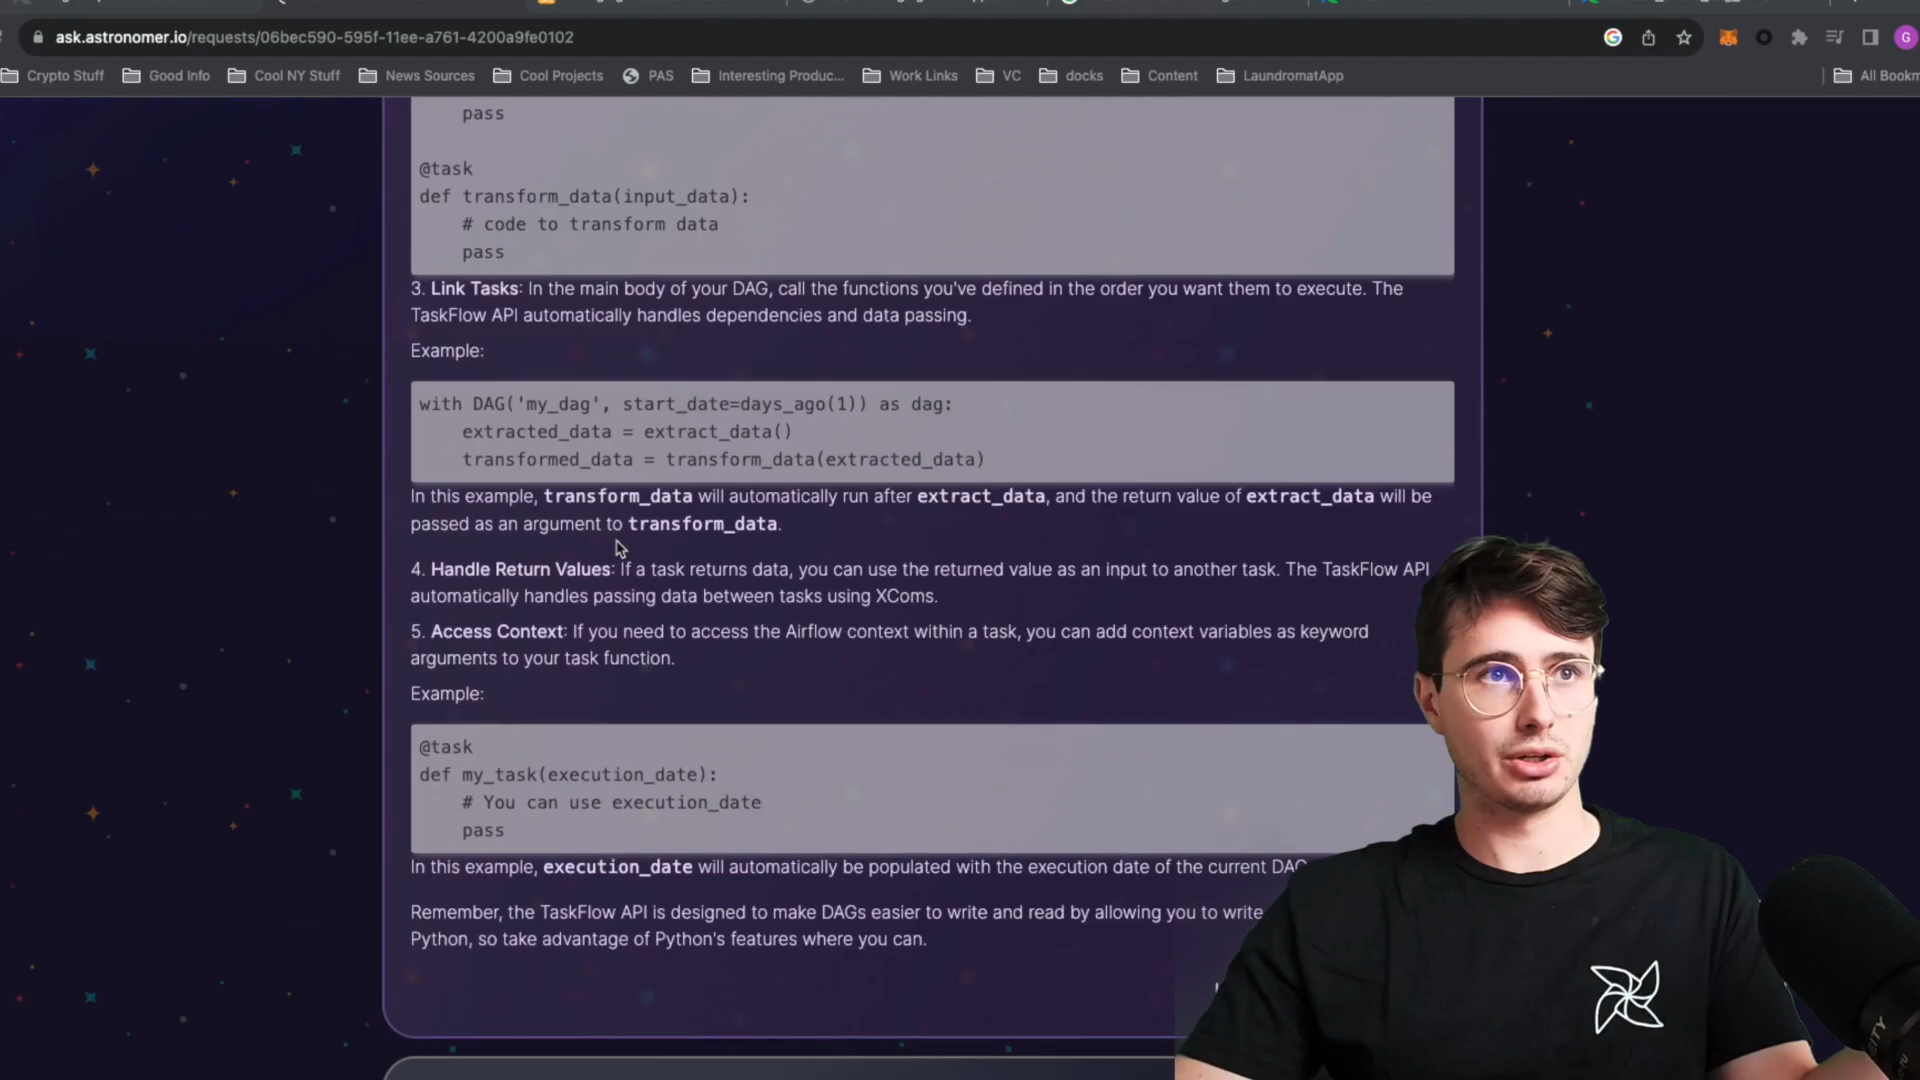 ask.astronomer.io/requests/06bec590-595f-11ee-a761-4200a9fe0102
G
Crypto Stuff Good Info Cool NY Stuff News Sources Cool Projects PAS Interesting Produc... Work Links VC docks Content LaundromatApp All Bookm
pass
@task
def transform_data(input_data):
# code to transform data
pass
3. Link Tasks: In the main body of your DAG, call the functions you've defined in the order you want them to execute. The
TaskFlow API automatically handles dependencies and data passing.
Example:
with DAG('my_dag', start_date=days_ago(1)) as dag:
extracted_data = extract_data()
transformed_data = transform_data(extracted_data)
In this example, transform_data will automatically run after extract_data, and the return value of extract_data will be
passed as an argument to transform_data.
4. Handle Return Values: If a task returns data, you can use the returned value as an input to another task. The TaskFlow API
automatically handles passing data between tasks using XComs.
5. Access Context: If you need to access the Airflow context within a task, you can add context variables as keyword
arguments to your task function.
Example:
@task
def my_task(execution_date):
# You can use execution_date
pass
In this example, execution_date will automatically be populated with the execution date of the current DAG
Remember, the TaskFlow API is designed to make DAGs easier to write and read by allowing you to write
Python, so take advantage of Python's features where you can.